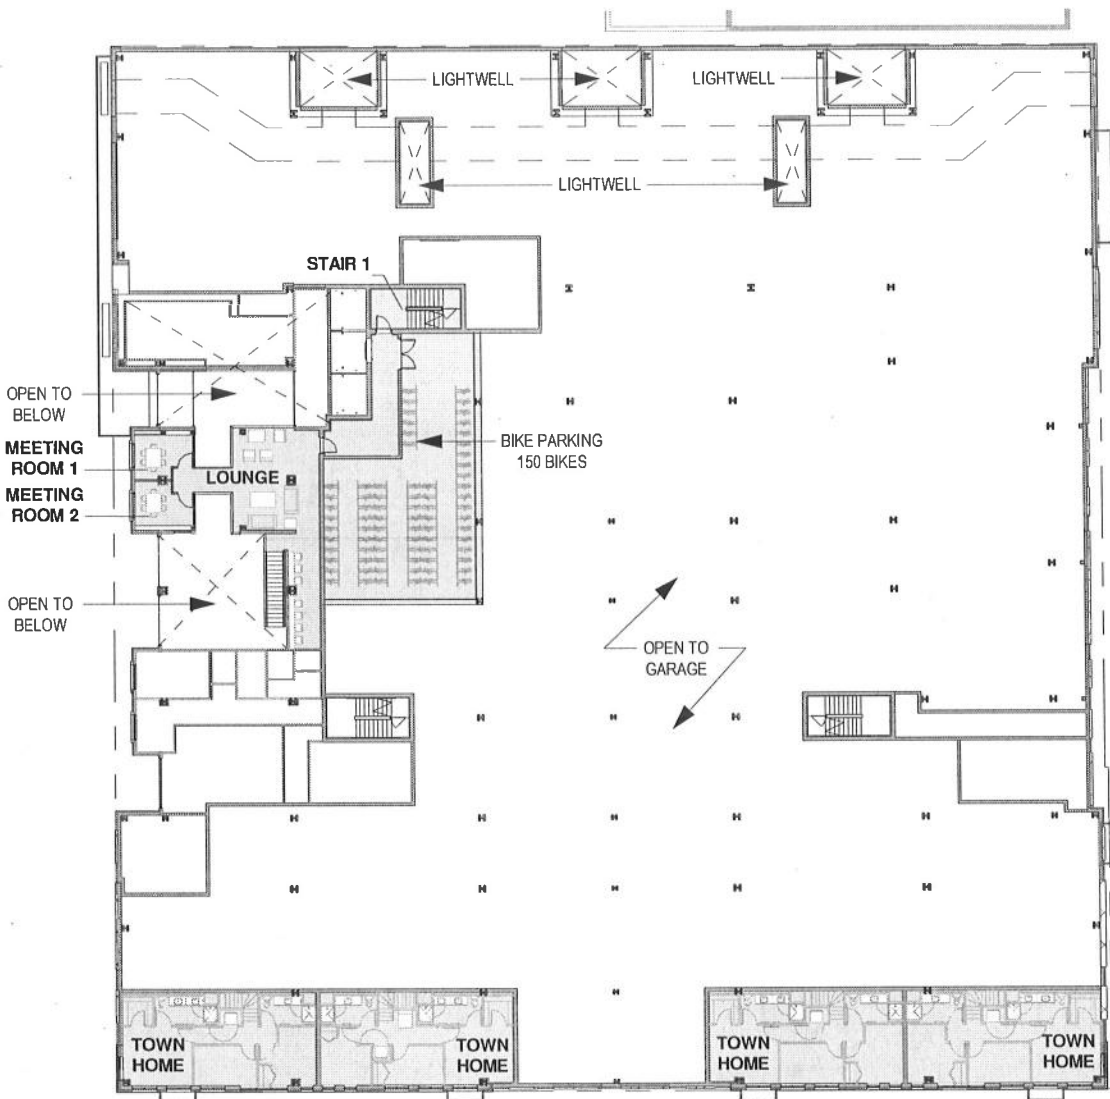 LIGHTWELL
LIGHTWELL
LIGHTWELL
STAIR 1
OPEN TO
BELOW
MEETING
ROOM 1
LOUNGE
BIKE PARKING
150 BIKES
MEETING
ROOM 2
OPEN TO
BELOW
OPEN TO
GARAGE
TOWN
HOME
TOWN
HOME
TOWN
HOME
TOWN
HOME